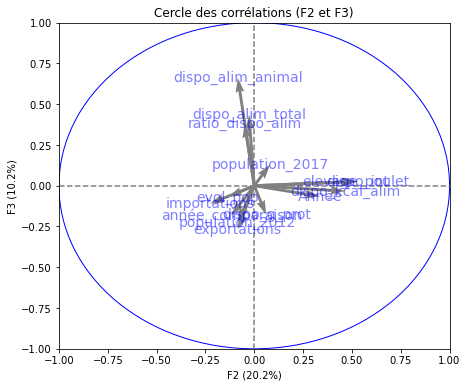 Cercle des corrélations (F2 et F3)
1.00
0.75
dispo_alim_animal
0.50
dispo_alim_total
ratio_dispo_alim
0.25
population_2017
0.00
-0.25
importations
Année
population_2012
exportations
-0.50
-0.75
-1.00
F3 (10.2%)
-1.00
-0.75
-0.50
-0.25
0.00
0.25
0.50
0.75
1.00
F2 (20.2%)